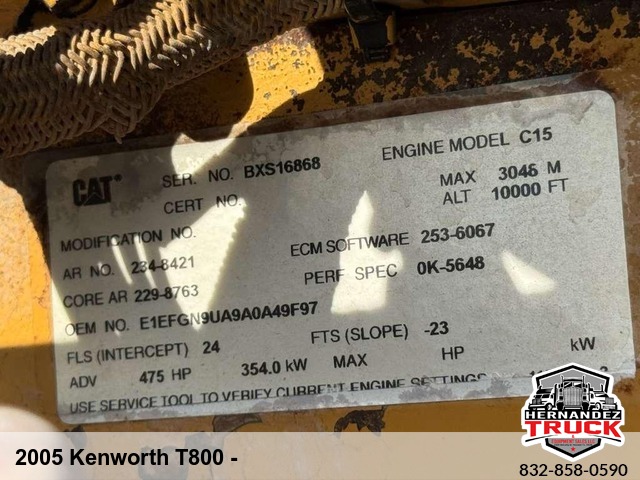 CAT
SER. NO. BXS16868 ENGINE MODEL C15
CERT NO. MAX 3048 M
ALT 10000 FT
MODIFICATION NO.
ECM SOFTWARE 253-6067
AR NO. 234-8421
PERF SPEC 0K-5648
CORE AR 229-8763
OEM NO. E1EFGN9UA9A0A49F97
FLS (INTERCEPT) 24 FTS (SLOPE) -23
ADV 475 HP 354.0 kW MAX HP kW
USE SERVICE TOOL TO VERIFY CURRENT ENGINE SETTINGS
HERNANDEZ
TRUCK
EQUIPMENT SALES, LLC
832-858-0590
2005 Kenworth T800 -